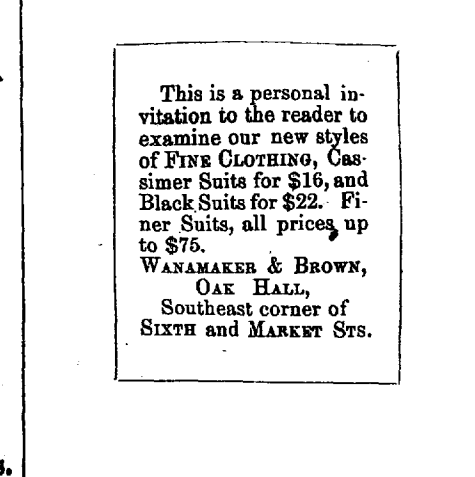 This is a personal in-
vitation to the reader to
examine our new styles
of FINE CLOTHING, Cas-
simer Suits for $16, and
Black Suits for $22. Fi-
ner Suits, all prices up
to $75.
WANAMAKER & BROWN,
OAK HALL,
Southeast corner of
SIXTH and MARKET STS.